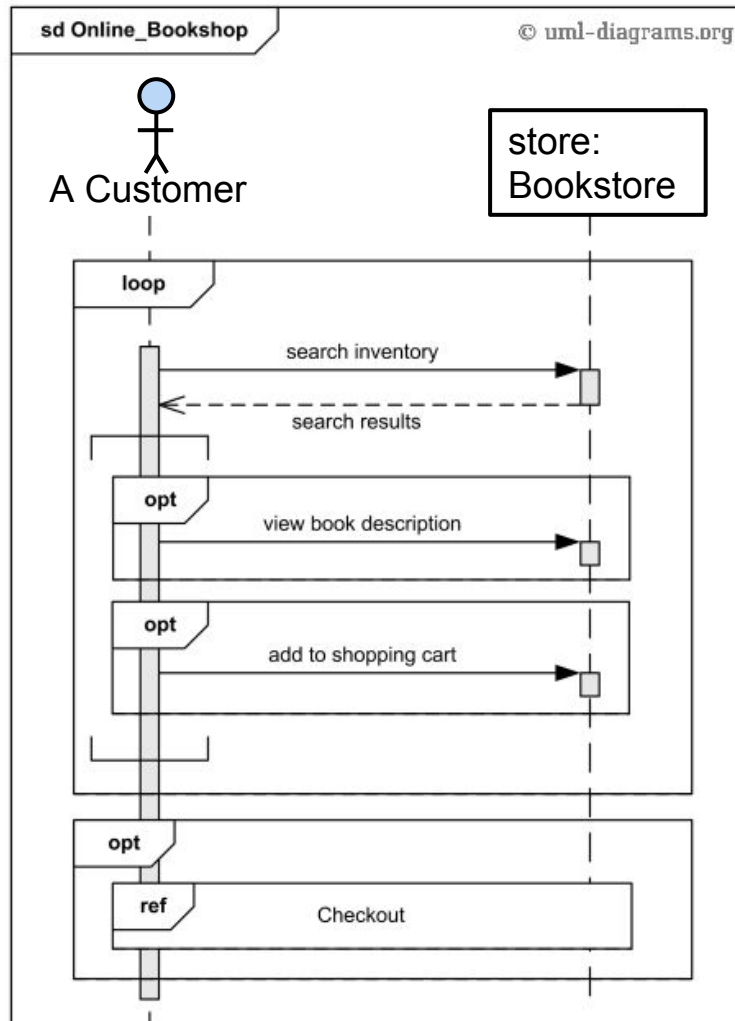 sd Online_Bookshop
© uml-diagrams.org
A Customer
store:
Bookstore
loop
search inventory
search results
opt
view book description
opt
add to shopping cart
opt
ref
Checkout